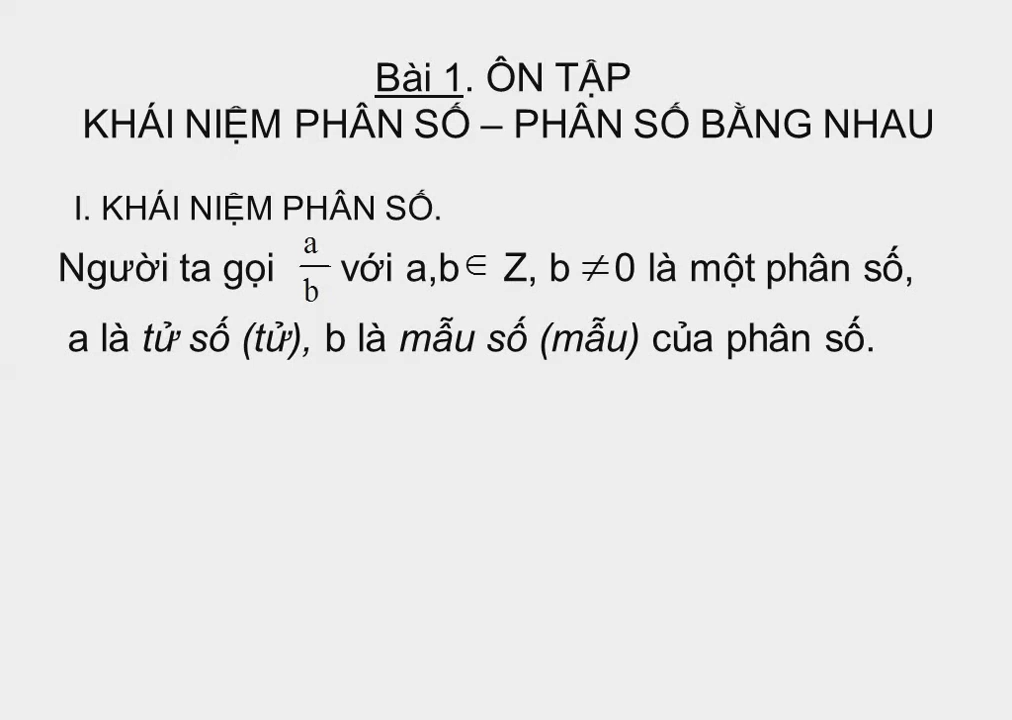 Bài 1. ÔN TẬP
KHÁI NIỆM PHÂN SỐ – PHÂN SỐ BẰNG NHAU
I. KHÁI NIỆM PHÂN SỐ.
Người ta gọi a/b với a,b ∈ Z, b ≠ 0 là một phân số,
a là tử số (tử), b là mẫu số (mẫu) của phân số.